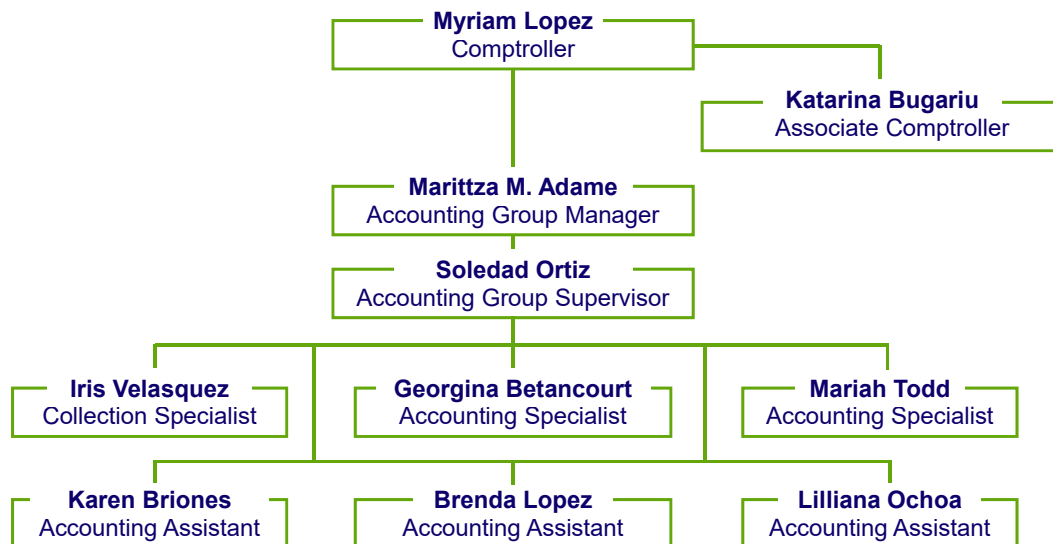 Myriam Lopez
Comptroller
Katarina Bugariu
Associate Comptroller
Marittza M. Adame
Accounting Group Manager
Soledad Ortiz
Accounting Group Supervisor
Iris Velasquez
Collection Specialist
Georgina Betancourt
Accounting Specialist
Mariah Todd
Accounting Specialist
Karen Briones
Accounting Assistant
Brenda Lopez
Accounting Assistant
Lilliana Ochoa
Accounting Assistant